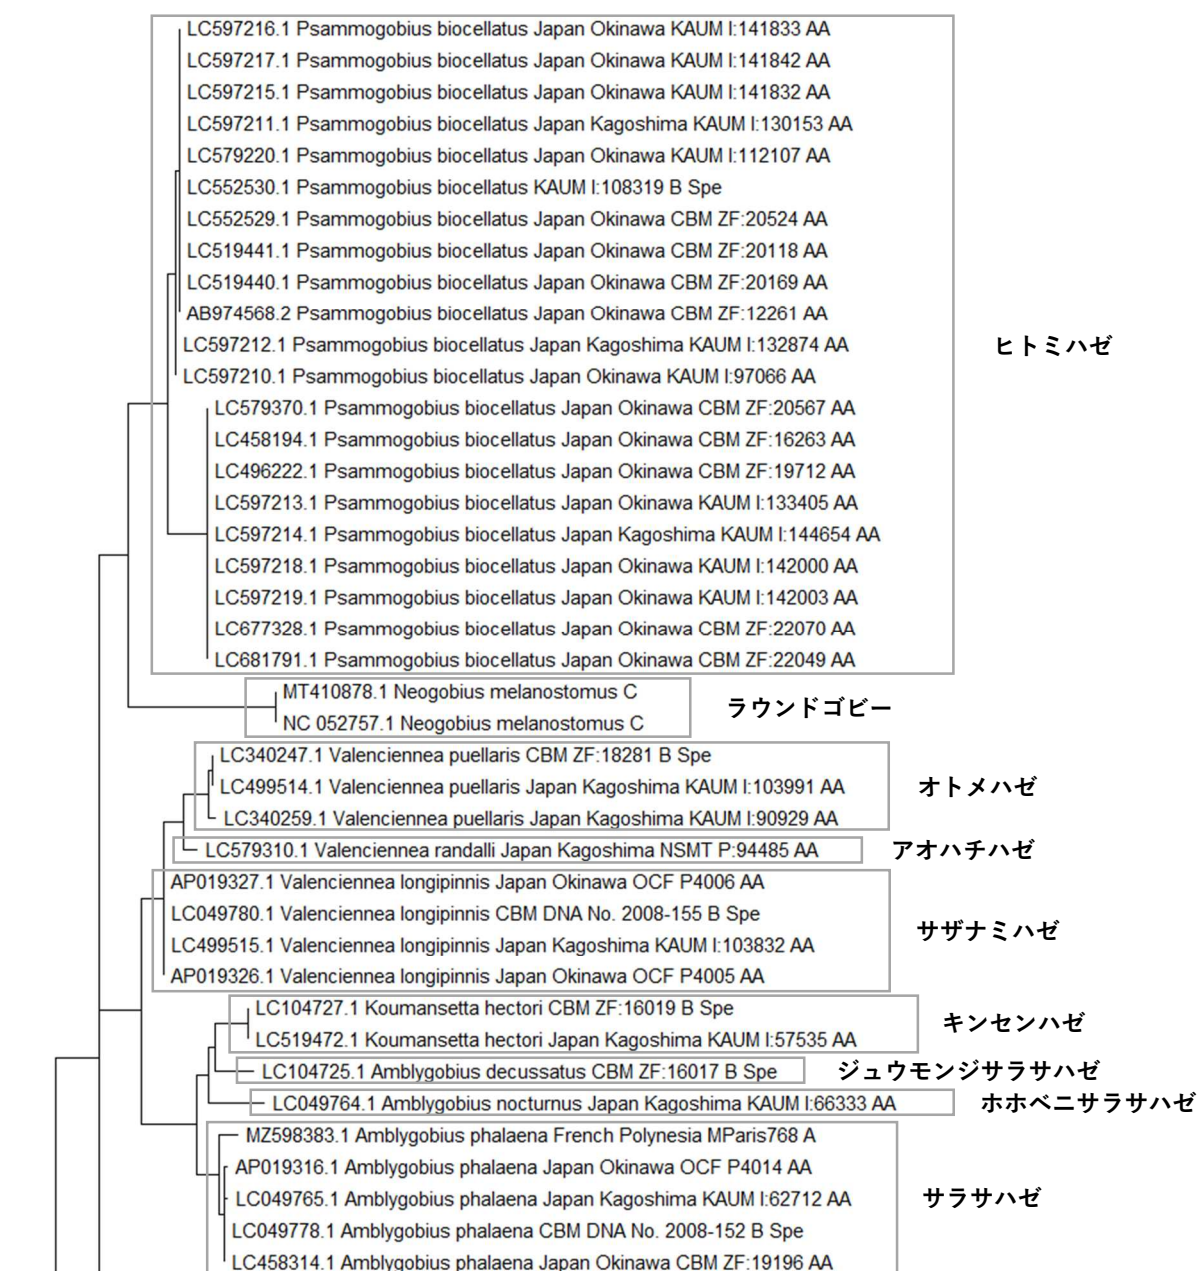 LC597216.1 Psammogobius biocellatus Japan Okinawa KAUM I:141833 AA
LC597217.1 Psammogobius biocellatus Japan Okinawa KAUM I:141842 AA
LC597215.1 Psammogobius biocellatus Japan Okinawa KAUM I:141832 AA
LC597211.1 Psammogobius biocellatus Japan Kagoshima KAUM I:130153 AA
LC579220.1 Psammogobius biocellatus Japan Okinawa KAUM I:112107 AA
LC552530.1 Psammogobius biocellatus KAUM I:108319 B Spe
LC552529.1 Psammogobius biocellatus Japan Okinawa CBM ZF:20524 AA
LC519441.1 Psammogobius biocellatus Japan Okinawa CBM ZF:20118 AA
LC519440.1 Psammogobius biocellatus Japan Okinawa CBM ZF:20169 AA
AB974568.2 Psammogobius biocellatus Japan Okinawa CBM ZF:12261 AA
LC597212.1 Psammogobius biocellatus Japan Kagoshima KAUM I:132874 AA
ヒトミハゼ
LC597210.1 Psammogobius biocellatus Japan Okinawa KAUM I:97066 AA
LC579370.1 Psammogobius biocellatus Japan Okinawa CBM ZF:20567 AA
LC458194.1 Psammogobius biocellatus Japan Okinawa CBM ZF:16263 AA
LC496222.1 Psammogobius biocellatus Japan Okinawa CBM ZF:19712 AA
LC597213.1 Psammogobius biocellatus Japan Okinawa KAUM I:133405 AA
LC597214.1 Psammogobius biocellatus Japan Kagoshima KAUM I:144654 AA
LC597218.1 Psammogobius biocellatus Japan Okinawa KAUM I:142000 AA
LC597219.1 Psammogobius biocellatus Japan Okinawa KAUM I:142003 AA
LC677328.1 Psammogobius biocellatus Japan Okinawa CBM ZF:22070 AA
LC681791.1 Psammogobius biocellatus Japan Okinawa CBM ZF:22049 AA
MT410878.1 Neogobius melanostomus C
ラウンドゴビー
NC 052757.1 Neogobius melanostomus C
LC340247.1 Valenciennea puellaris CBM ZF:18281 B Spe
LC499514.1 Valenciennea puellaris Japan Kagoshima KAUM I:103991 AA
オトメハゼ
LC340259.1 Valenciennea puellaris Japan Kagoshima KAUM I:90929 AA
LC579310.1 Valenciennea randalli Japan Kagoshima NSMT P:94485 AA
アオハチハゼ
AP019327.1 Valenciennea longipinnis Japan Okinawa OCF P4006 AA
LC049780.1 Valenciennea longipinnis CBM DNA No. 2008-155 B Spe
サザナミハゼ
LC499515.1 Valenciennea longipinnis Japan Kagoshima KAUM I:103832 AA
AP019326.1 Valenciennea longipinnis Japan Okinawa OCF P4005 AA
LC104727.1 Koumansetta hectori CBM ZF:16019 B Spe
キンセンハゼ
LC519472.1 Koumansetta hectori Japan Kagoshima KAUM I:57535 AA
LC104725.1 Amblygobius decussatus CBM ZF:16017 B Spe
ジュウモンジサラサハゼ
LC049764.1 Amblygobius nocturnus Japan Kagoshima KAUM I:66333 AA
ホホベニサラサハゼ
MZ598383.1 Amblygobius phalaena French Polynesia MParis768 A
AP019316.1 Amblygobius phalaena Japan Okinawa OCF P4014 AA
LC049765.1 Amblygobius phalaena Japan Kagoshima KAUM I:62712 AA
サラサハゼ
LC049778.1 Amblygobius phalaena CBM DNA No. 2008-152 B Spe
LC458314.1 Amblygobius phalaena Japan Okinawa CBM ZF:19196 AA